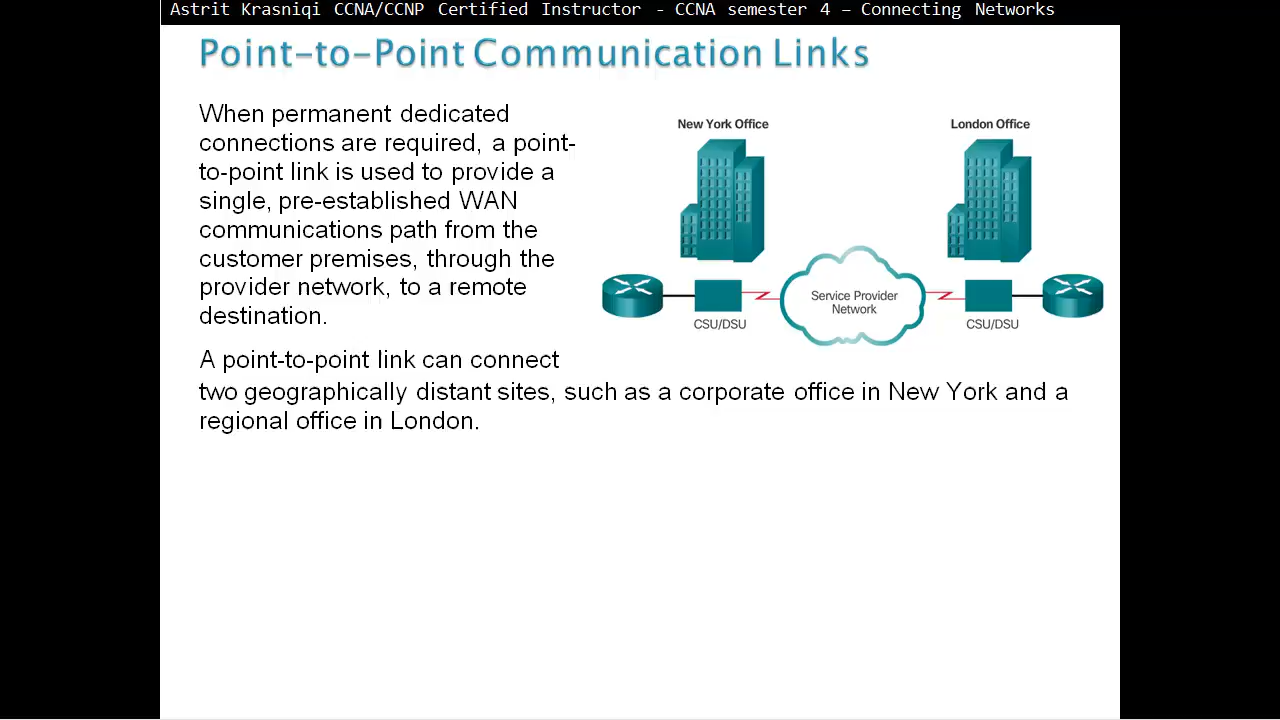 Astrit Krasniqi CCNA/CCNP Certified Instructor - CCNA semester 4 – Connecting Networks
Point-to-Point Communication Links
When permanent dedicated
connections are required, a point-
to-point link is used to provide a
single, pre-established WAN
communications path from the
customer premises, through the
provider network, to a remote
destination.
A point-to-point link can connect
two geographically distant sites, such as a corporate office in New York and a
regional office in London.
New York Office
London Office
Service Provider
Network
CSU/DSU
CSU/DSU